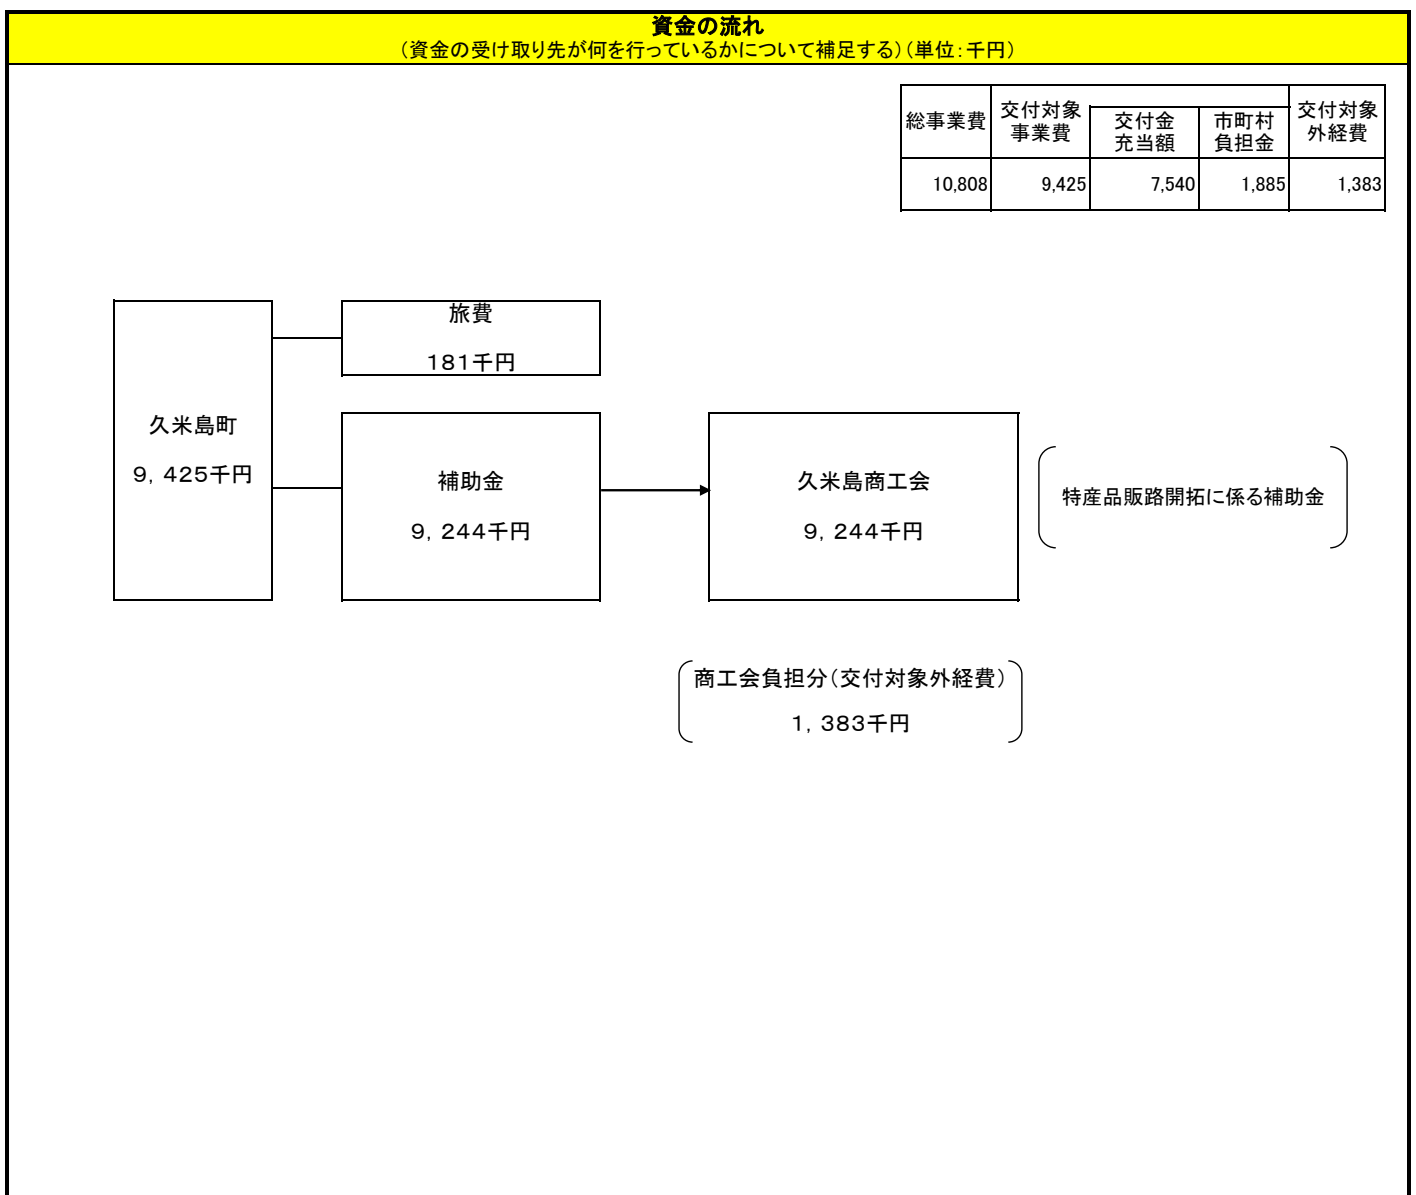 資金の流れ
（資金の受け取り先が何を行っているかについて補足する）（単位：千円）
総事業費
交付対象
事業費
交付金
充当額
市町村
負担金
交付対象
外経費
10,808
9,425
7,540
1,885
1,383
旅費
181千円
久米島町
9，425千円
補助金
9，244千円
久米島商工会
9，244千円
特産品販路開拓に係る補助金
商工会負担分（交付対象外経費）
1，383千円